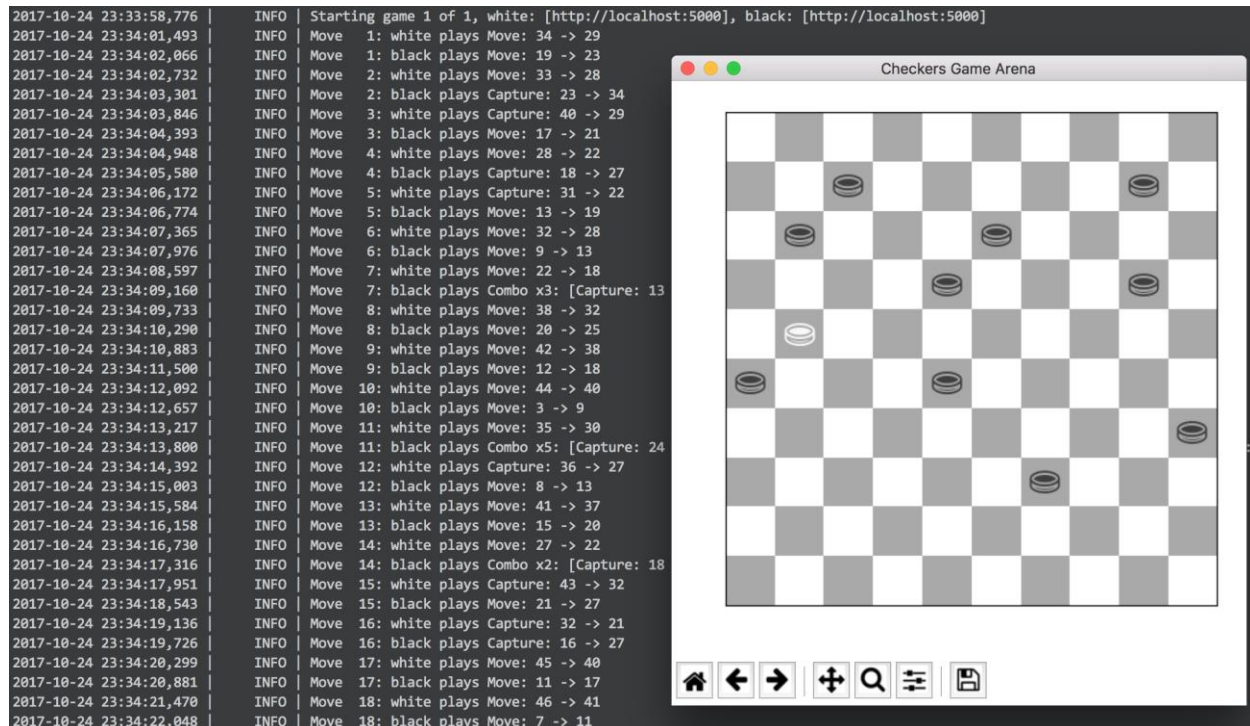 2017-10-24 23:33:58,776 | INFO | Starting game 1 of 1, white: [http://localhost:5000], black: [http://localhost:5000]
2017-10-24 23:34:01,493 | INFO | Move 1: white plays Move: 34 -> 29
2017-10-24 23:34:02,066 | INFO | Move 1: black plays Move: 19 -> 23
2017-10-24 23:34:02,732 | INFO | Move 2: white plays Move: 33 -> 28
2017-10-24 23:34:03,301 | INFO | Move 2: black plays Capture: 23 -> 34
2017-10-24 23:34:03,846 | INFO | Move 3: white plays Capture: 40 -> 29
2017-10-24 23:34:04,393 | INFO | Move 3: black plays Move: 17 -> 21
2017-10-24 23:34:04,948 | INFO | Move 4: white plays Move: 28 -> 22
2017-10-24 23:34:05,580 | INFO | Move 4: black plays Capture: 18 -> 27
2017-10-24 23:34:06,172 | INFO | Move 5: white plays Capture: 31 -> 22
2017-10-24 23:34:06,774 | INFO | Move 5: black plays Move: 13 -> 19
2017-10-24 23:34:07,365 | INFO | Move 6: white plays Move: 32 -> 28
2017-10-24 23:34:07,976 | INFO | Move 6: black plays Move: 9 -> 13
2017-10-24 23:34:08,597 | INFO | Move 7: white plays Move: 22 -> 18
2017-10-24 23:34:09,160 | INFO | Move 7: black plays Combo x3: [Capture: 13
2017-10-24 23:34:09,733 | INFO | Move 8: white plays Move: 38 -> 32
2017-10-24 23:34:10,290 | INFO | Move 8: black plays Move: 20 -> 25
2017-10-24 23:34:10,883 | INFO | Move 9: white plays Move: 42 -> 38
2017-10-24 23:34:11,500 | INFO | Move 9: black plays Move: 12 -> 18
2017-10-24 23:34:12,092 | INFO | Move 10: white plays Move: 44 -> 40
2017-10-24 23:34:12,657 | INFO | Move 10: black plays Move: 3 -> 9
2017-10-24 23:34:13,217 | INFO | Move 11: white plays Move: 35 -> 30
2017-10-24 23:34:13,800 | INFO | Move 11: black plays Combo x5: [Capture: 24
2017-10-24 23:34:14,392 | INFO | Move 12: white plays Capture: 36 -> 27
2017-10-24 23:34:15,003 | INFO | Move 12: black plays Move: 8 -> 13
2017-10-24 23:34:15,584 | INFO | Move 13: white plays Move: 41 -> 37
2017-10-24 23:34:16,158 | INFO | Move 13: black plays Move: 15 -> 20
2017-10-24 23:34:16,730 | INFO | Move 14: white plays Move: 27 -> 22
2017-10-24 23:34:17,316 | INFO | Move 14: black plays Combo x2: [Capture: 18
2017-10-24 23:34:17,951 | INFO | Move 15: white plays Capture: 43 -> 32
2017-10-24 23:34:18,543 | INFO | Move 15: black plays Move: 21 -> 27
2017-10-24 23:34:19,136 | INFO | Move 16: white plays Capture: 32 -> 21
2017-10-24 23:34:19,726 | INFO | Move 16: black plays Capture: 16 -> 27
2017-10-24 23:34:20,299 | INFO | Move 17: white plays Move: 45 -> 40
2017-10-24 23:34:20,881 | INFO | Move 17: black plays Move: 11 -> 17
2017-10-24 23:34:21,470 | INFO | Move 18: white plays Move: 46 -> 41
2017-10-24 23:34:22,048 | INFO | Move 18: black plays Move: 7 -> 11
Checkers Game Arena